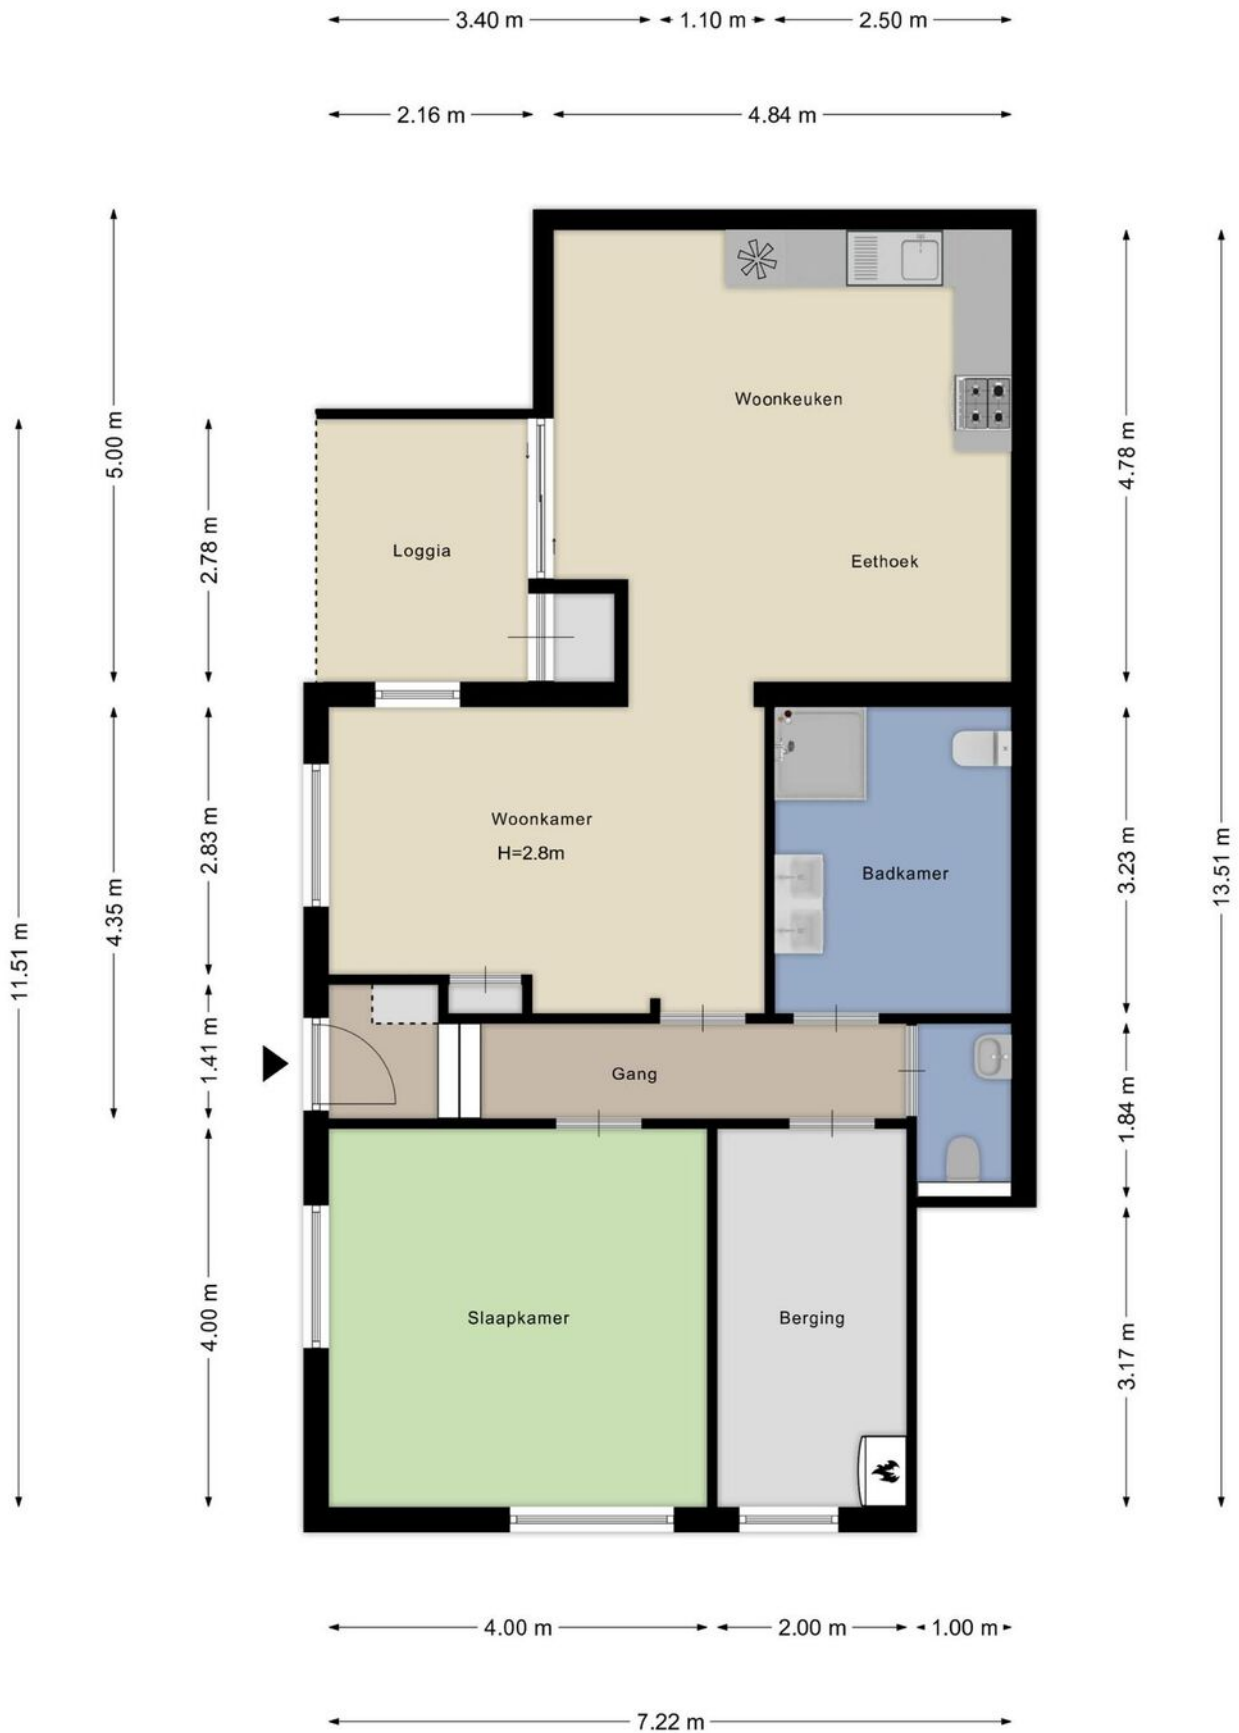 3.40 m
1.10 m
2.50 m
2.16 m
4.84 m
5.00 m
11.51 m
2.78 m
2.83 m
4.35 m
1.41 m
4.00 m
Woonkeuken
Eethoek
Loggia
Woonkamer
H=2.8m
Badkamer
Gang
Slaapkamer
Berging
4.78 m
3.23 m
13.51 m
1.84 m
3.17 m
4.00 m
2.00 m
1.00 m
7.22 m